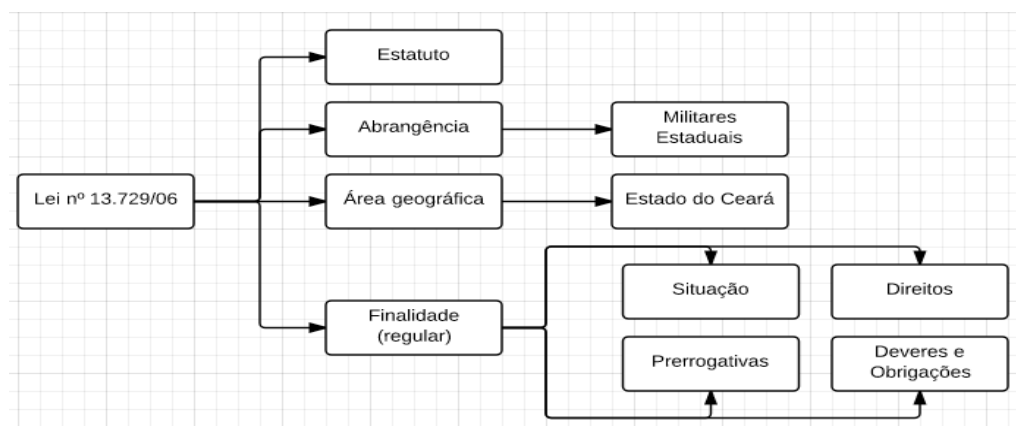 Estatuto
Abrangência
Militares
Estaduais
Lei nº 13.729/06
Área geográfica
Estado do Ceará
Finalidade
(regular)
Situação
Direitos
Prerrogativas
Deveres e
Obrigações